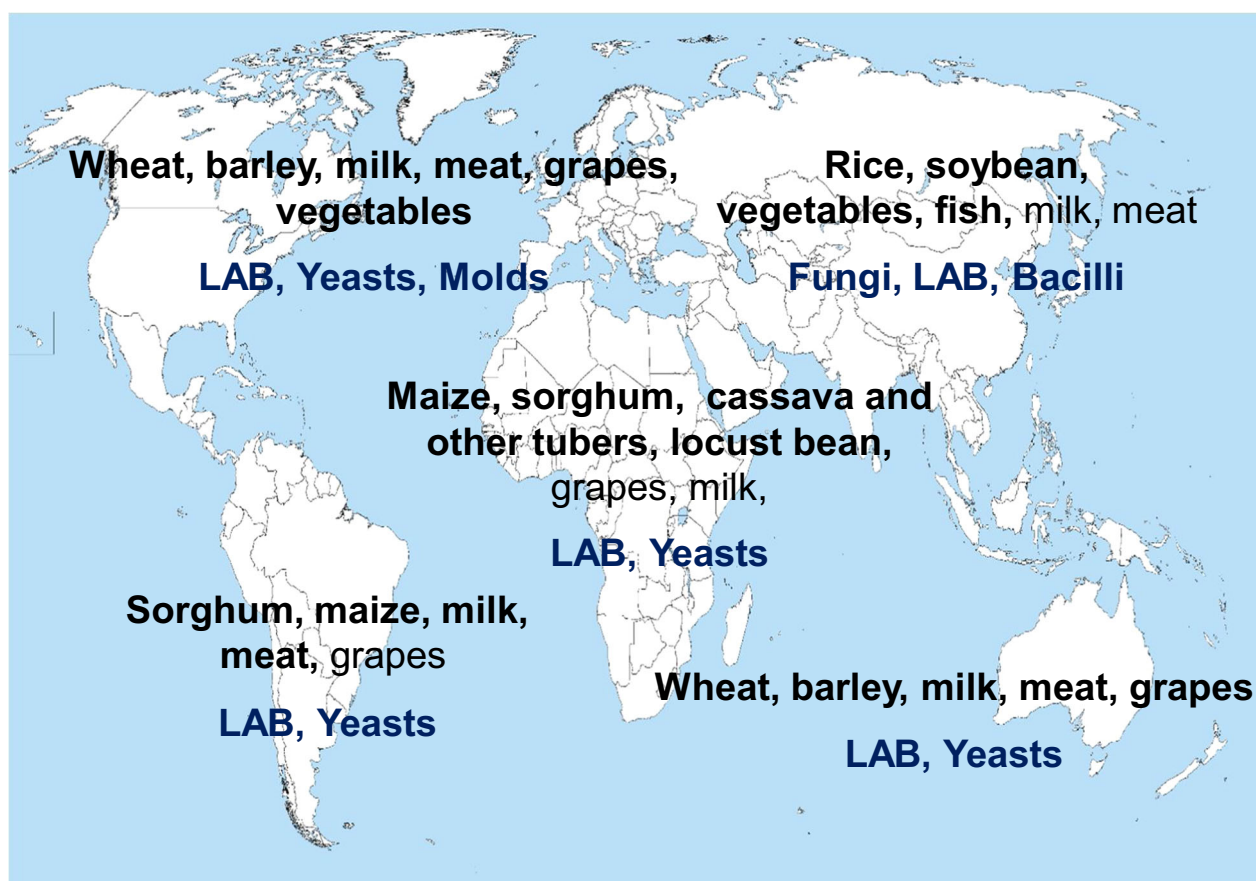 Wheat, barley, milk, meat, grapes,
vegetables
LAB, Yeasts, Molds
Rice, soybean,
vegetables, fish, milk, meat
Fungi, LAB, Bacilli
Maize, sorghum, cassava and
other tubers, locust bean,
grapes, milk,
LAB, Yeasts
Sorghum, maize, milk,
meat, grapes
LAB, Yeasts
Wheat, barley, milk, meat, grapes
LAB, Yeasts